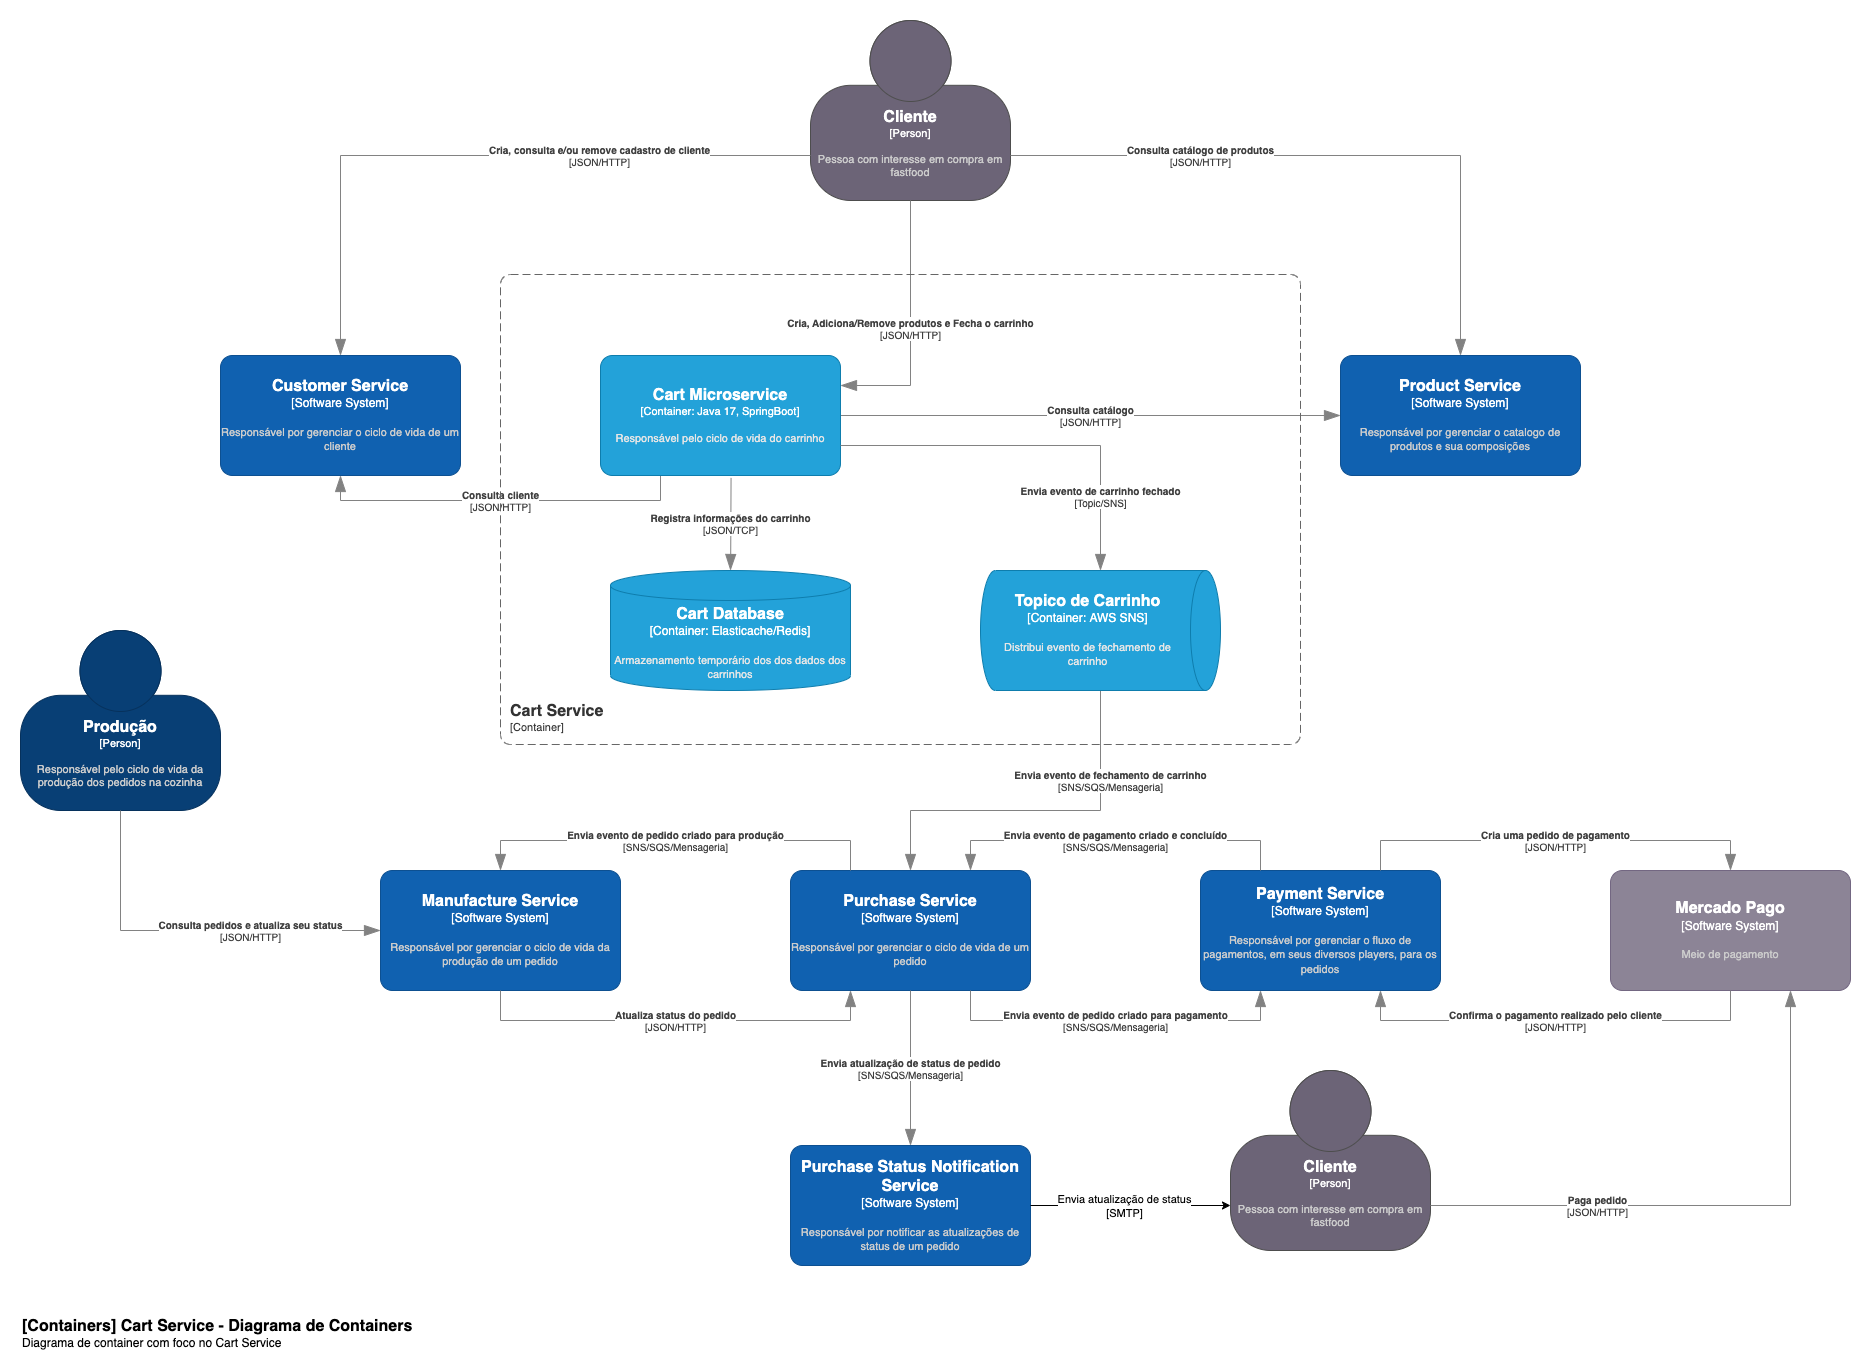 Cliente
[Person]
Pessoa com interesse em compra em
fastfood
Cria, consulta e/ou remove cadastro de cliente
[JSON/HTTP]
Consulta catálogo de produtos
[JSON/HTTP]
Cria, Adiciona/Remove produtos e Fecha o carrinho
[JSON/HTTP]
Customer Service
[Software System]
Responsável por gerenciar o ciclo de vida de um
cliente
Cart Microservice
[Container: Java 17, SpringBoot]
Responsável pelo ciclo de vida do carrinho
Consulta catálogo
[JSON/HTTP]
Product Service
[Software System]
Responsável por gerenciar o catalogo de
produtos e sua composições
Consulta cliente
[JSON/HTTP]
Registra informações do carrinho
[JSON/TCP]
Envia evento de carrinho fechado
[Topic/SNS]
Cart Database
[Container: Elasticache/Redis]
Armazenamento temporário dos dos dados dos
carrinhos
Topico de Carrinho
[Container: AWS SNS]
Distribui evento de fechamento de
carrinho
Cart Service
[Container]
Produção
[Person]
Responsável pelo ciclo de vida da
produção dos pedidos na cozinha
Envia evento de fechamento de carrinho
[SNS/SQS/Mensageria]
Envia evento de pedido criado para produção
[SNS/SQS/Mensageria]
Envia evento de pagamento criado e concluído
[SNS/SQS/Mensageria]
Cria uma pedido de pagamento
[JSON/HTTP]
Consulta pedidos e atualiza seu status
[JSON/HTTP]
Manufacture Service
[Software System]
Responsável por gerenciar o ciclo de vida da
produção de um pedido
Purchase Service
[Software System]
Responsável por gerenciar o ciclo de vida de um
pedido
Payment Service
[Software System]
Responsável por gerenciar o fluxo de
pagamentos, em seus diversos players, para os
pedidos
Mercado Pago
[Software System]
Meio de pagamento
Atualiza status do pedido
[JSON/HTTP]
Envia evento de pedido criado para pagamento
[SNS/SQS/Mensageria]
Confirma o pagamento realizado pelo cliente
[JSON/HTTP]
Envia atualização de status de pedido
[SNS/SQS/Mensageria]
Purchase Status Notification
Service
[Software System]
Responsável por notificar as atualizações de
status de um pedido
Envia atualização de status
[SMTP]
Cliente
[Person]
Pessoa com interesse em compra em
fastfood
Paga pedido
[JSON/HTTP]
[Containers] Cart Service - Diagrama de Containers
Diagrama de container com foco no Cart Service